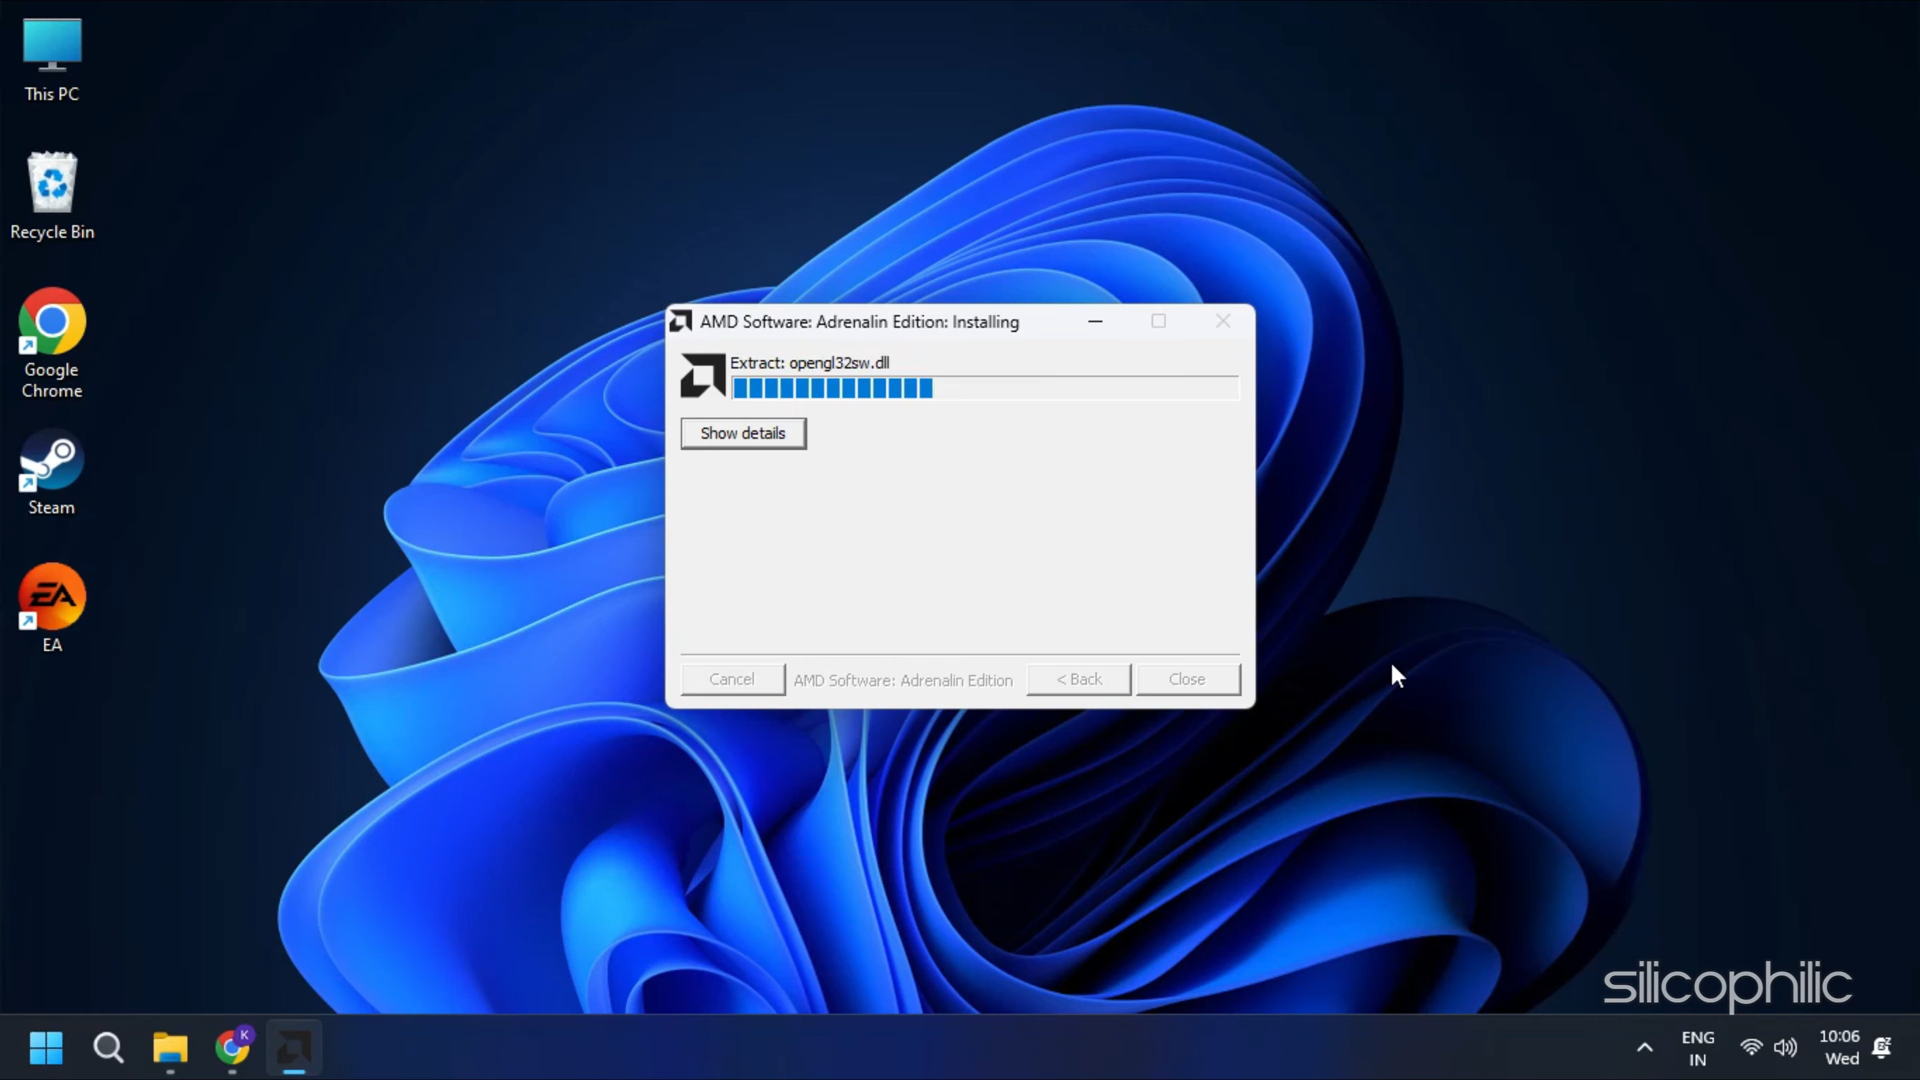 This PC
Recycle Bin
Google
Chrome
Steam
EA
EA
AMD Software: Adrenalin Edition: Installing
Extract: opengl32sw.dll
Show details
Cancel
AMD Software: Adrenalin Edition
< Back
Close
silicophilic
K
ENG
IN
10:06
Wed